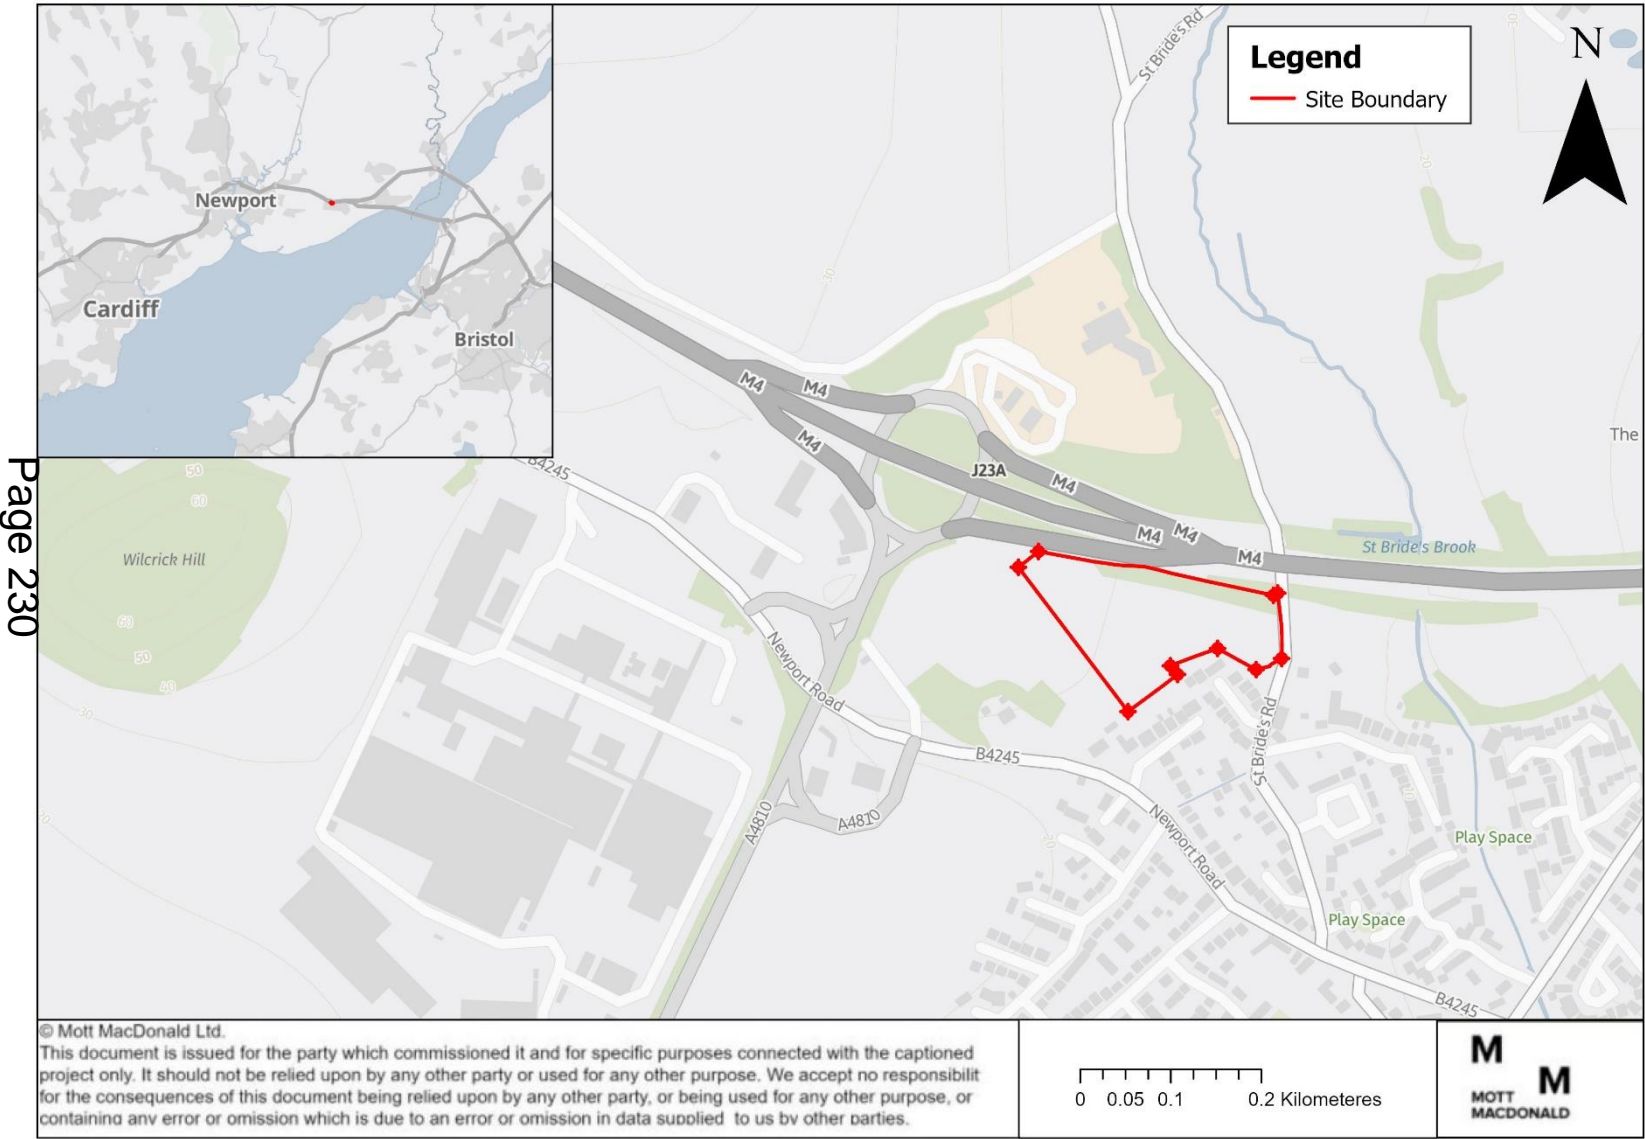 Page 230
Newport
Cardiff
Bristol
Legend
Site Boundary
N
St Bride's Rd
30
20
30
M4
M4
M4
J23A
M4
M4
M4
M4
The
B4245
50
60
Wilcrick Hill
60
50
40
30
St Bride's Brook
Newport Road
B4245
St Bride's Rd
A4810
A4810
10
20
Newport Road
Play Space
Play Space
B4245
© Mott MacDonald Ltd.
This document is issued for the party which commissioned it and for specific purposes connected with the captioned
project only. It should not be relied upon by any other party or used for any other purpose. We accept no responsibilit
for the consequences of this document being relied upon by any other party, or being used for any other purpose, or
containing any error or omission which is due to an error or omission in data supplied to us by other parties.
0 0.05 0.1 0.2 Kilometeres
M
M
MOTT
MACDONALD